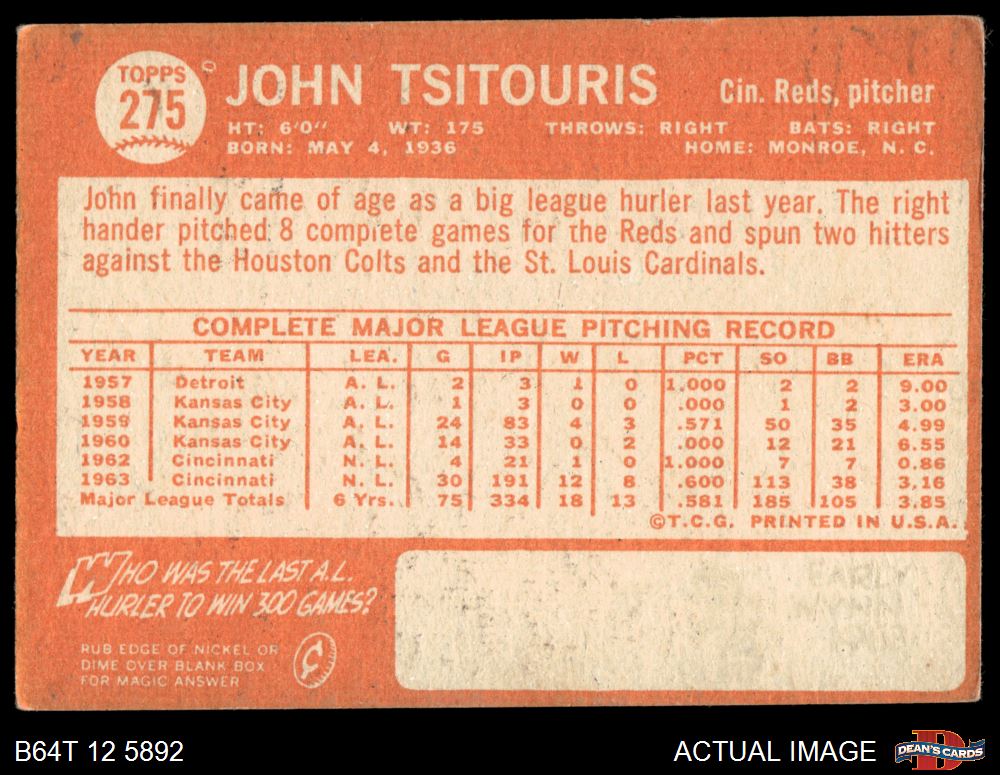 TOPPS
275
JOHN TSITOURIS Cin. Reds, pitcher
HT: 6'0" WT: 175 THROWS: RIGHT BATS: RIGHT
BORN: MAY 4, 1936 HOME: MONROE, N. C.
John finally came of age as a big league hurler last year. The right
hander pitched 8 complete games for the Reds and spun two hitters
against the Houston Colts and the St. Louis Cardinals.
COMPLETE MAJOR LEAGUE PITCHING RECORD
YEAR TEAM LEA. G IP W L PCT SO BB ERA
1957 Detroit A. L. 2 3 1 0 1.000 2 2 9.00
1958 Kansas City A. L. 1 3 0 0 .000 1 2 3.00
1959 Kansas City A. L. 24 83 4 3 .571 50 35 4.99
1960 Kansas City A. L. 14 33 0 2 .000 12 21 6.55
1962 Cincinnati N. L. 4 21 1 0 1.000 7 7 0.86
1963 Cincinnati N. L. 30 191 12 8 .600 113 38 3.16
Major League Totals 6 Yrs. 75 334 18 13 .581 185 105 3.85
©T.C.G. PRINTED IN U.S.A.
WHO WAS THE LAST A.L.
HURLER TO WIN 300 GAMES?
RUB EDGE OF NICKEL OR
DIME OVER BLANK BOX
FOR MAGIC ANSWER
¢
B64T 12 5892 ACTUAL IMAGE DEAN'S CARDS